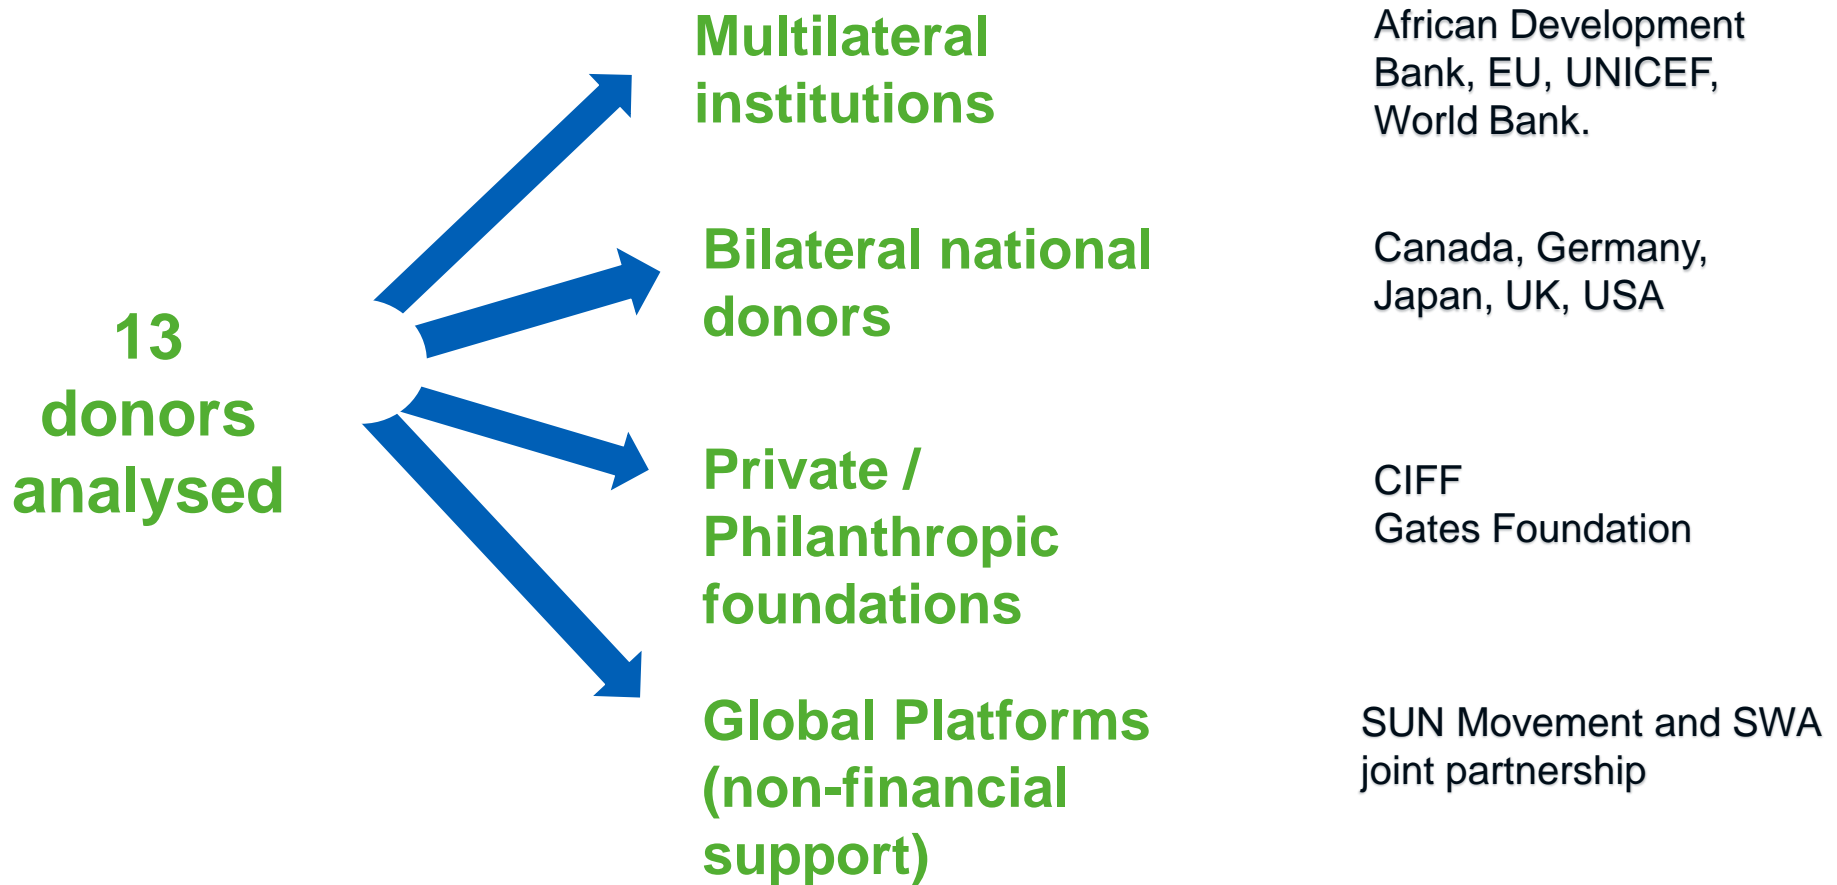 13
donors
analysed
Multilateral
institutions
African Development
Bank, EU, UNICEF,
World Bank.
Bilateral national
donors
Canada, Germany,
Japan, UK, USA
Private /
Philanthropic
foundations
CIFF
Gates Foundation
Global Platforms
(non-financial
support)
SUN Movement and SWA
joint partnership